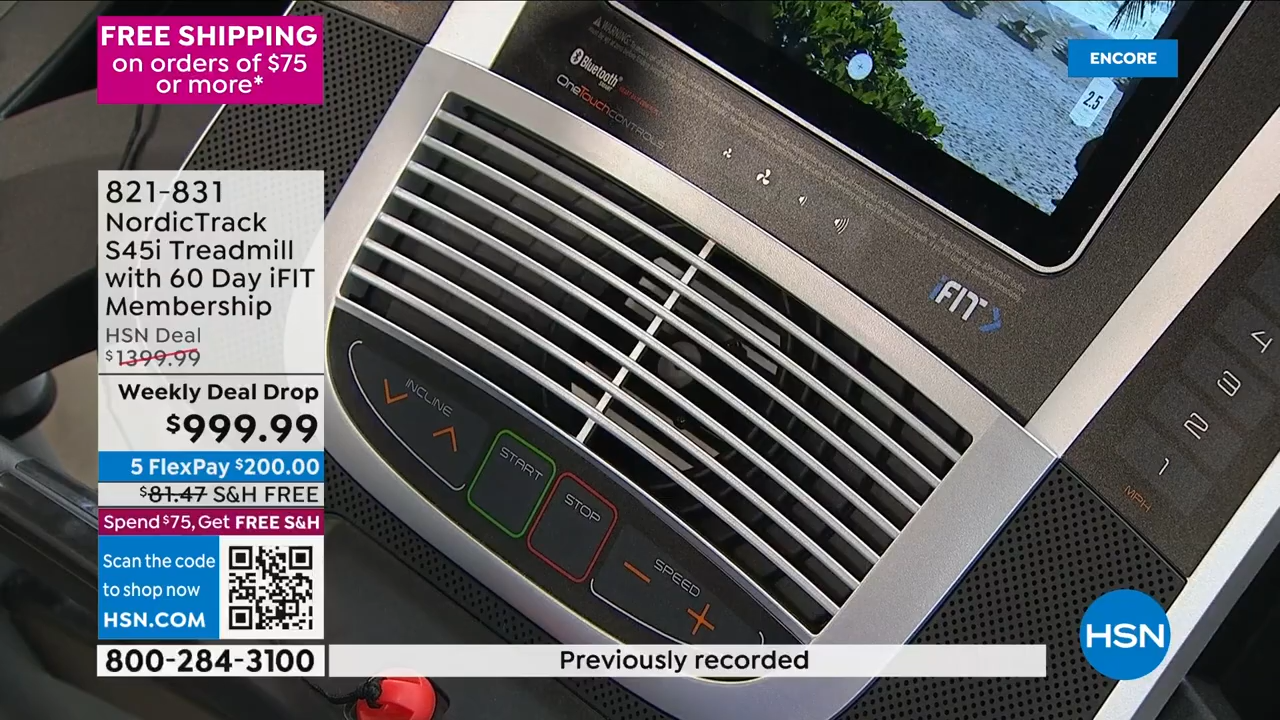 FREE SHIPPING
on orders of $75
or more*
ENCORE
WARNING:
Bluetooth®
OneTouchCONTROLS
2.5
iFIT
821-831
NordicTrack
S45i Treadmill
with 60 Day iFIT
Membership
HSN Deal
$1399.99
Weekly Deal Drop
$999.99
5 FlexPay $200.00
$81.47 S&H FREE
Spend $75, Get FREE S&H
Scan the code
to shop now
HSN.COM
800-284-3100
Previously recorded
HSN
INCLINE
START
STOP
SPEED
4
3
2
1
MPH